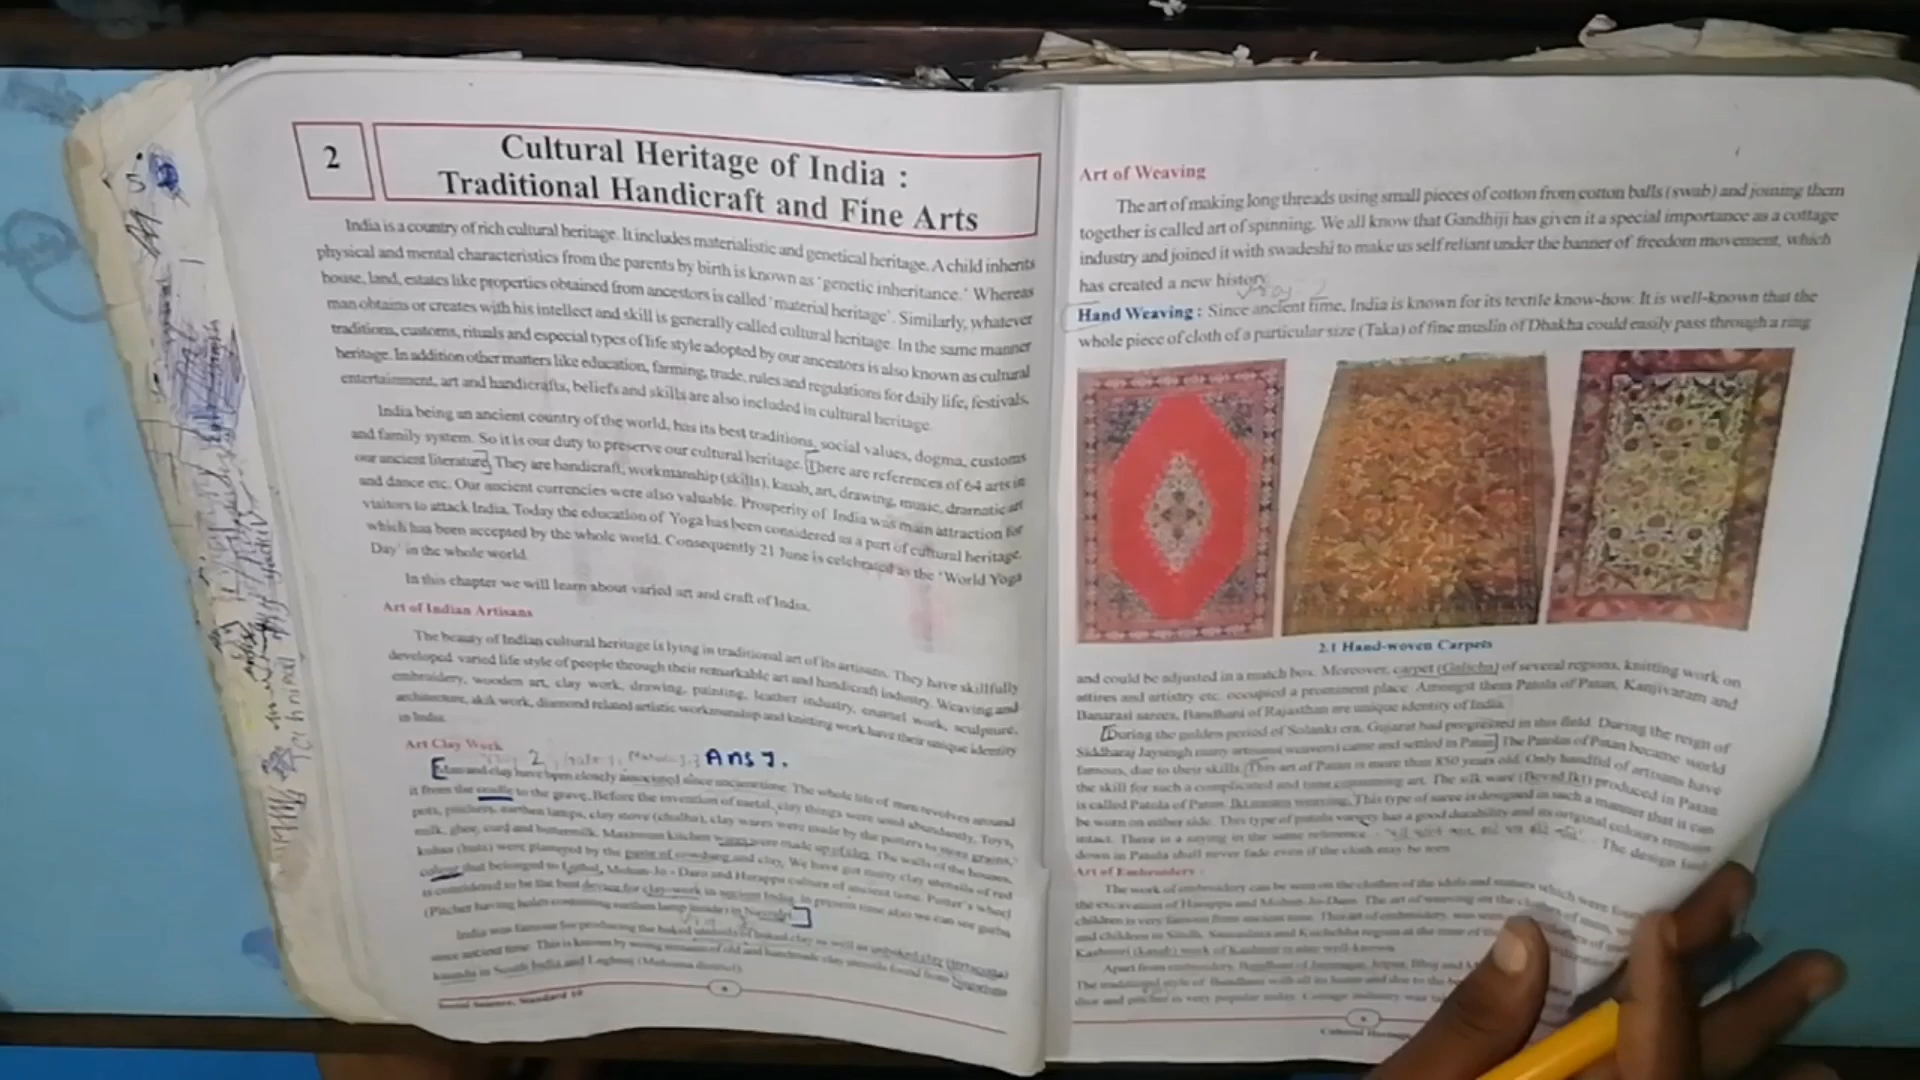 2
Cultural Heritage of India :
Traditional Handicraft and Fine Arts
India is a country of rich cultural heritage. It includes materialistic and genetical heritage. A child inherits
physical and mental characteristics from the parents by birth is known as 'genetic inheritance.' Whereas
house, land, estates like properties obtained from ancestors is called 'material heritage'. Similarly, whatever
man obtains or creates with his intellect and skill is generally called cultural heritage. In the same manner
traditions, customs, rituals and especial types of life style adopted by our ancestors is also known as cultural
heritage. In addition other matters like education, farming, trade, rules and regulations for daily life, festivals,
entertainment, art and handicrafts, beliefs and skills are also included in cultural heritage.
India being an ancient country of the world, has its best traditions, social values, dogma, customs
and family system. So it is our duty to preserve our cultural heritage. There are references of 64 arts in
our ancient literature. They are handicraft, workmanship (skills), kasab, art, drawing, music, dramatic art
and dance etc. Our ancient currencies were also valuable. Prosperity of India was main attraction for
visitors to attack India. Today the education of Yoga has been considered as a part of cultural heritage,
which has been accepted by the whole world. Consequently 21 June is celebrated as the 'World Yoga
Day' in the whole world.
In this chapter we will learn about varied art and craft of India.
Art of Indian Artisans
The beauty of Indian cultural heritage is lying in traditional art of its artisans. They have skillfully
developed varied life style of people through their remarkable art and handicraft industry. Weaving and
embroidery, wooden art, clay work, drawing, painting, leather industry, enamel work, sculpture,
architecture, akik work, diamond related artistic workmanship and knitting work have their unique identity
in India.
Art Clay Work
2 Ans 7.
Man and clay have been closely associated since ancient time. The whole life of men revolves around
it from the cradle to the grave. Before the invention of metal, clay things were used abundantly. Toys,
pots, pitchers, earthen lamps, clay stove (chulha), clay wares were made by the potters to store grains,
milk, ghee, curd and buttermilk. Maximum kitchen wares were made up of clay. The walls of the houses,
kubas (huts) were plastered by the paste of cowdung and clay. We have got many clay utensils of red
colour that belonged to Lothal, Mohan-Jo-Daro and Harappa culture of ancient time. Potter's wheel
is considered to be the best device for clay-work in ancient India. In present time also we can see garba
(Pitcher having holes containing earthen lamp inside) in Navratri.
India was famous for producing the baked utensils of baked clay as well as unbaked clay (terracotta)
since ancient time. This is known by seeing remains of old and handmade clay utensils found from
kaunda in South India and Laghnaj (Mehsana district).
Social Science, Standard 10
Art of Weaving
The art of making long threads using small pieces of cotton from cotton balls (swab) and joining them
together is called art of spinning. We all know that Gandhiji has given it a special importance as a cottage
industry and joined it with swadeshi to make us self reliant under the banner of freedom movement, which
has created a new history.
Hand Weaving : Since ancient time, India is known for its textile know-how. It is well-known that the
whole piece of cloth of a particular size (Taka) of fine muslin of Dhakha could easily pass through a ring
2.1 Hand-woven Carpets
and could be adjusted in a match box. Moreover, carpet (Galicha) of several regions, knitting work on
attires and artistry etc. occupied a prominent place. Amongst them Patola of Patan, Kanjivaram and
Banarasi sarees, Bandhani of Rajasthan are unique identity of India.
During the golden period of Solanki era, Gujarat had progressed in this field. During the reign of
Siddharaj Jaysingh many artisans (weavers) came and settled in Patan. The Patolas of Patan became world
famous, due to their skills. This art of Patan is more than 850 years old. Only handful of artisans have
the skill for such a complicated and time consuming art. The silk ware (Bevad Ikt) produced in Patan
is called Patola of Patan. Ikt means weaving. This type of saree is designed in such a manner that it can
be worn on either side. This type of patola variety has a good durability and its original colours remain
intact. There is a saying in the same reference - The design laid
down in Patola shall never fade even if the cloth may be torn.
Art of Embroidery :
The work of embroidery can be seen on the clothes of the idols and statues which were found
the excavation of Harappa and Mohan-Jo-Daro. The art of weaving on the clothes of men,
children is very famous from ancient time. This art of embroidery was
and children in Sindh, Saurashtra and Kachchha region at the time of the
Kashmiri (kasab) work of Kashmir is also well-known.
Apart from embroidery, Bandhani of Jamnagar, Jetpur, Bhuj and
The traditional style of Bandhani with all its
dice and pitcher is very popular today. Cottage industry was
Cultural Heritage